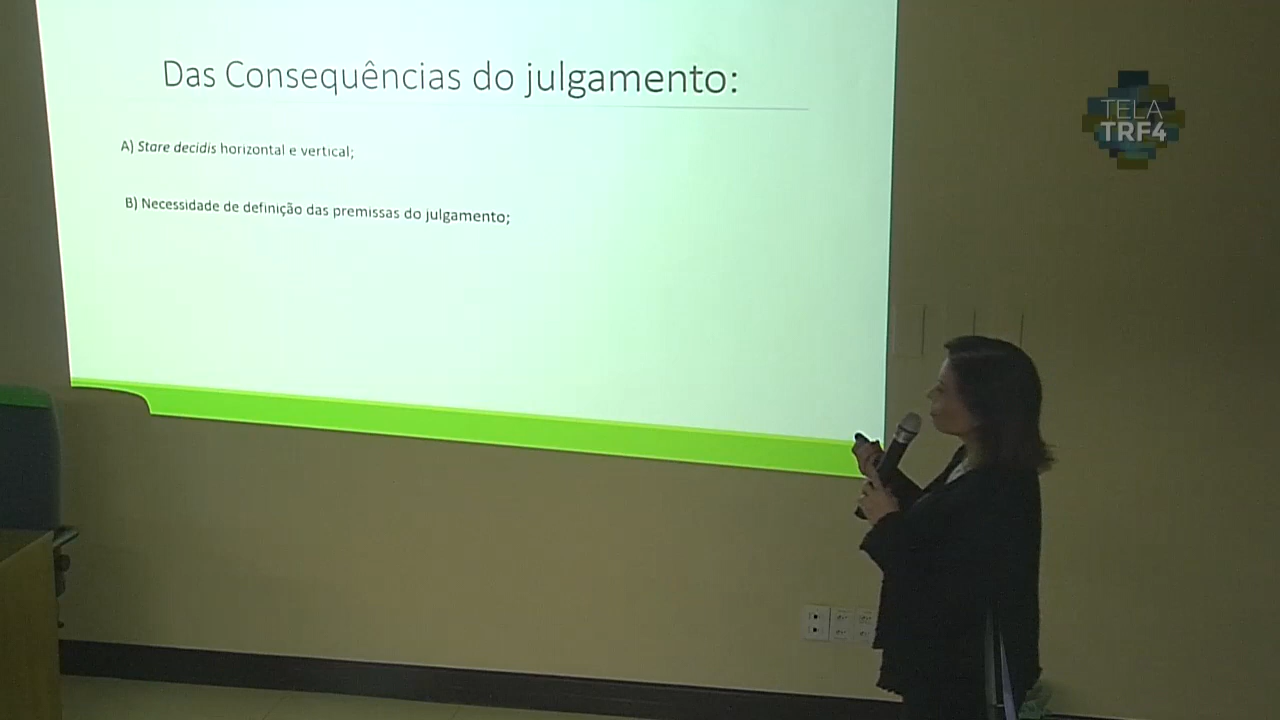 Das Consequências do julgamento:
A) Stare decidis horizontal e vertical;
B) Necessidade de definição das premissas do julgamento;
TELA
TRF4